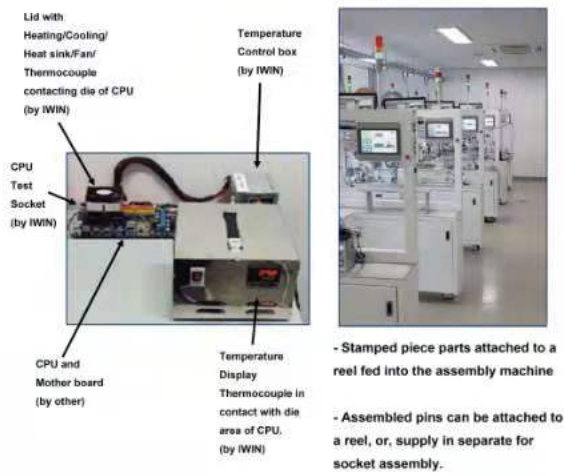 Lid with
Heating/Cooling/
Heat sink/Fan/
Thermocouple
contacting die of CPU
(by IWIN)
Temperature
Control box
(by IWIN)
CPU
Test
Socket
(by IWIN)
CPU and
Mother board
(by other)
Temperature
Display
Thermocouple in
contact with die
area of CPU.
(by IWIN)
- Stamped piece parts attached to a
reel fed into the assembly machine
- Assembled pins can be attached to
a reel, or, supply in separate for
socket assembly.